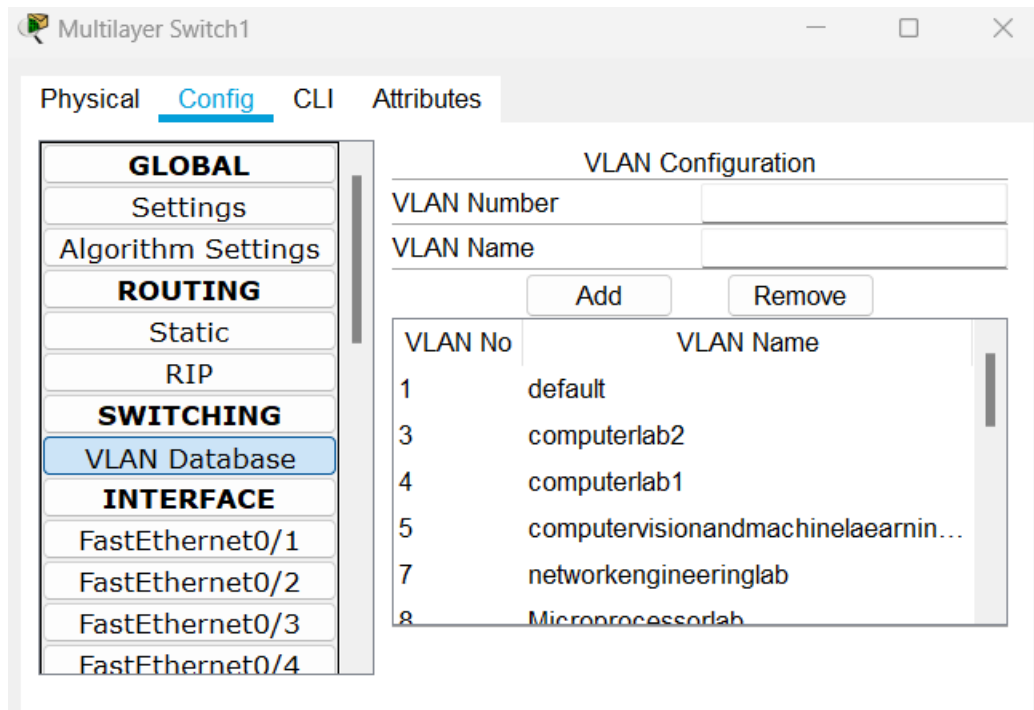 Multilayer Switch1
Physical Config CLI Attributes
GLOBAL
Settings
Algorithm Settings
ROUTING
Static
RIP
SWITCHING
VLAN Database
INTERFACE
FastEthernet0/1
FastEthernet0/2
FastEthernet0/3
FastEthernet0/4
VLAN Configuration
VLAN Number
VLAN Name
Add Remove
VLAN No VLAN Name
1 default
3 computerlab2
4 computerlab1
5 computervisionandmachinelaearnin...
7 networkengineeringlab
8 Microprocessorlab